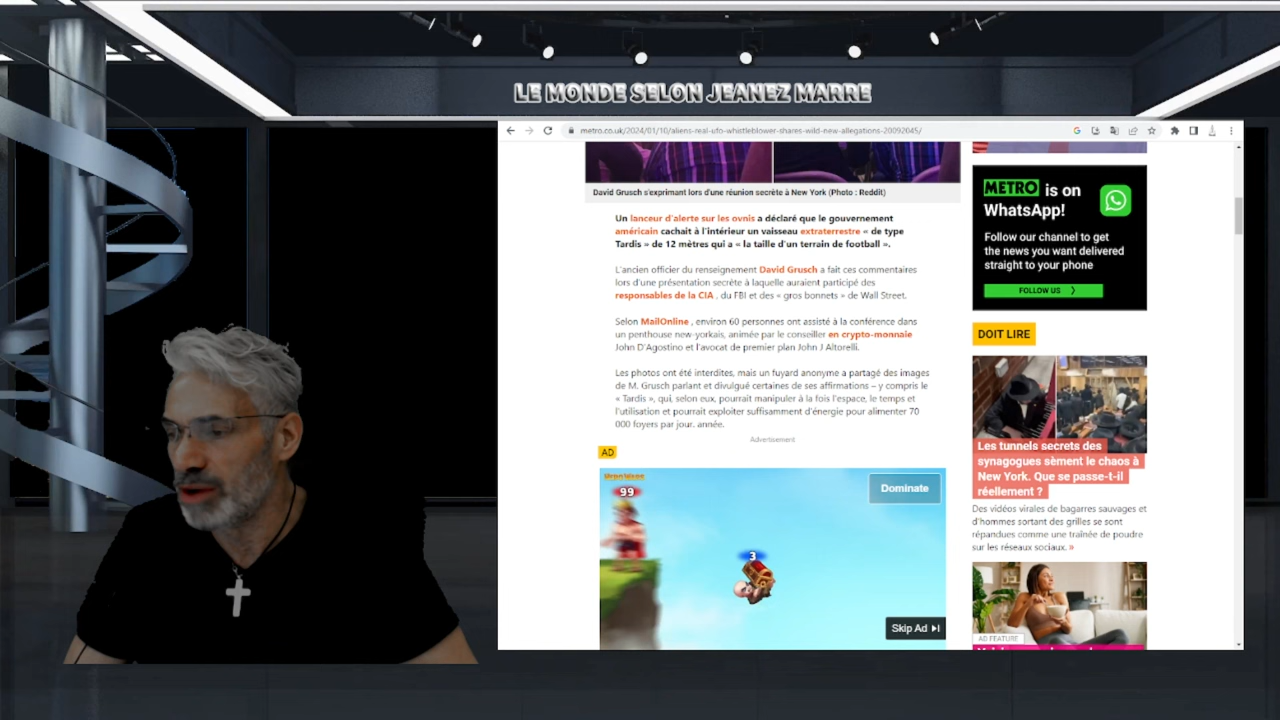 LE MONDE SELON JEANEZ MARRE
metro.co.uk/2024/01/10/aliens-real-ufo-whistleblower-shares-wild-new-allegations-20092045/
David Grusch s'exprimant lors d'une réunion secrète à New York (Photo : Reddit)
Un lanceur d'alerte sur les ovnis a déclaré que le gouvernement
américain cachait à l'intérieur un vaisseau extraterrestre « de type
Tardis » de 12 mètres qui a « la taille d'un terrain de football ».
L'ancien officier du renseignement David Grusch a fait ces commentaires
lors d'une présentation secrète à laquelle auraient participé des
responsables de la CIA , du FBI et des « gros bonnets » de Wall Street.
Selon MailOnline , environ 60 personnes ont assisté à la conférence dans
un penthouse new-yorkais, animée par le conseiller en crypto-monnaie
John D'Agostino et l'avocat de premier plan John J Altorelli.
Les photos ont été interdites, mais un fuyard anonyme a partagé des images
de M. Grusch parlant et divulgué certaines de ses affirmations – y compris le
« Tardis », qui, selon eux, pourrait manipuler à la fois l'espace, le temps et
l'utilisation et pourrait exploiter suffisamment d'énergie pour alimenter 70
000 foyers par jour. année.
Advertisement
AD
99
3
Dominate
Skip Ad
METRO is on
WhatsApp!
Follow our channel to get
the news you want delivered
straight to your phone
FOLLOW US
DOIT LIRE
Les tunnels secrets des
synagogues sèment le chaos à
New York. Que se passe-t-il
réellement ?
Des vidéos virales de bagarres sauvages et
d'hommes sortant des grilles se sont
répandues comme une traînée de poudre
sur les réseaux sociaux. »
AD FEATURE